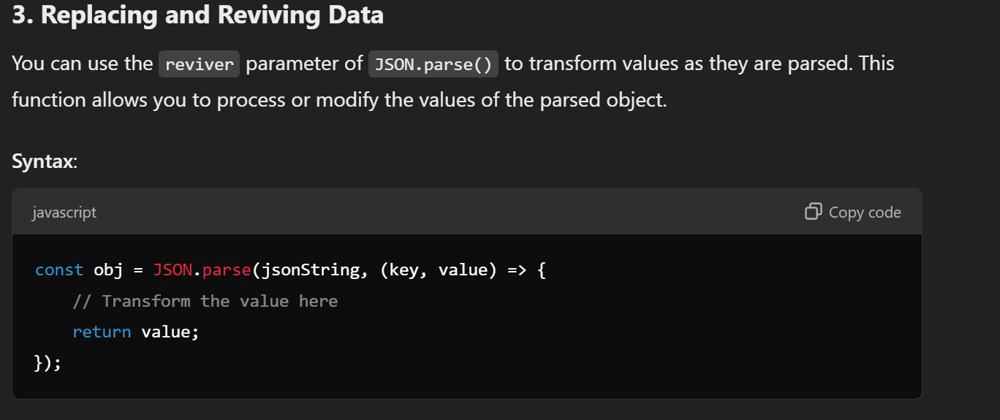 3. Replacing and Reviving Data
You can use the reviver parameter of JSON.parse() to transform values as they are parsed. This
function allows you to process or modify the values of the parsed object.
Syntax:
javascript
Copy code
const obj = JSON.parse(jsonString, (key, value) => {
    // Transform the value here
    return value;
});